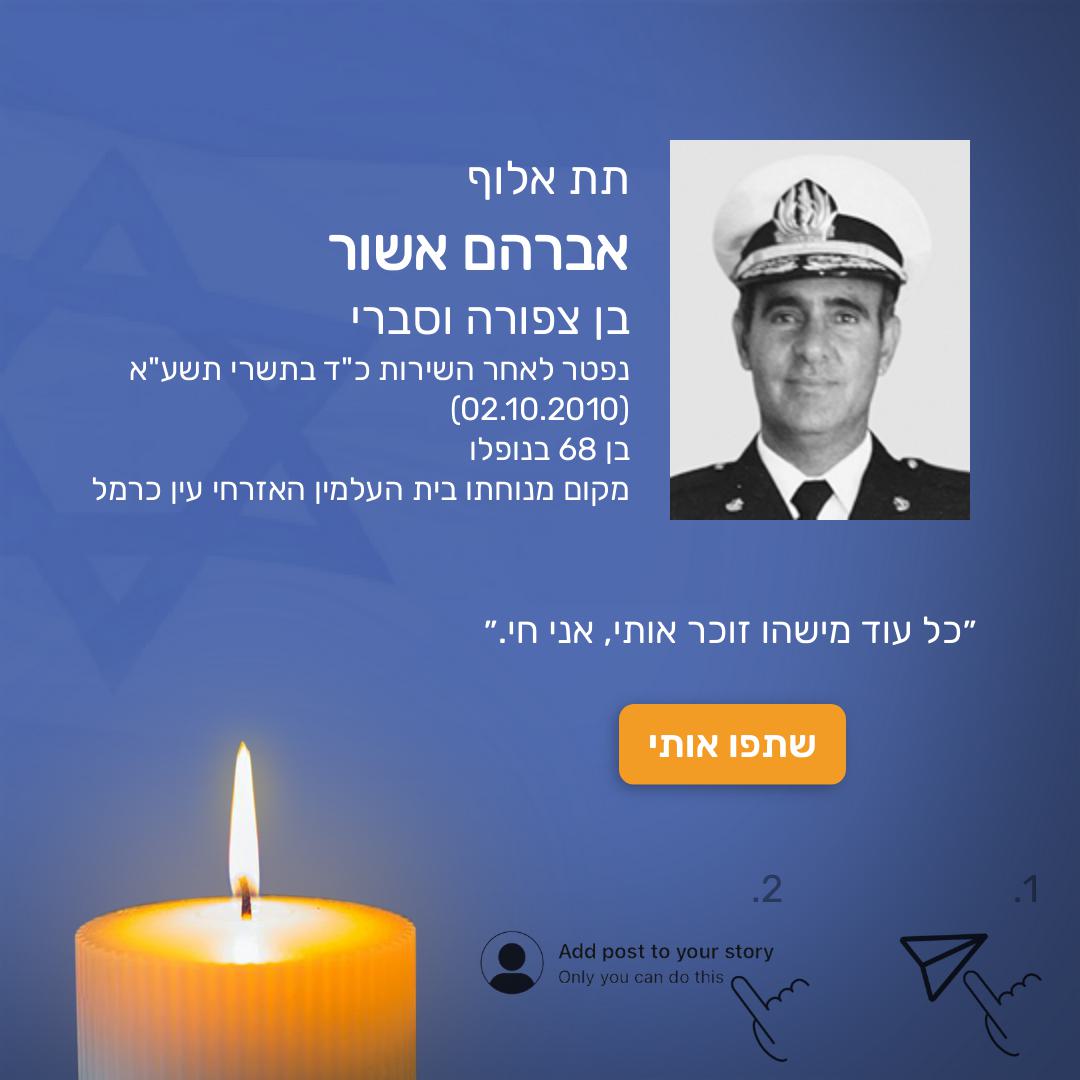 תת אלוף
אברהם אשור
בן צפורה וסברי
נפטר לאחר השירות כ"ד בתשרי תשע"א
(02.10.2010)
בן 68 בנופלו
מקום מנוחתו בית העלמין האזרחי עין כרמל
״כל עוד מישהו זוכר אותי, אני חי.״
שתפו אותי
1.
2.
Add post to your story
Only you can do this